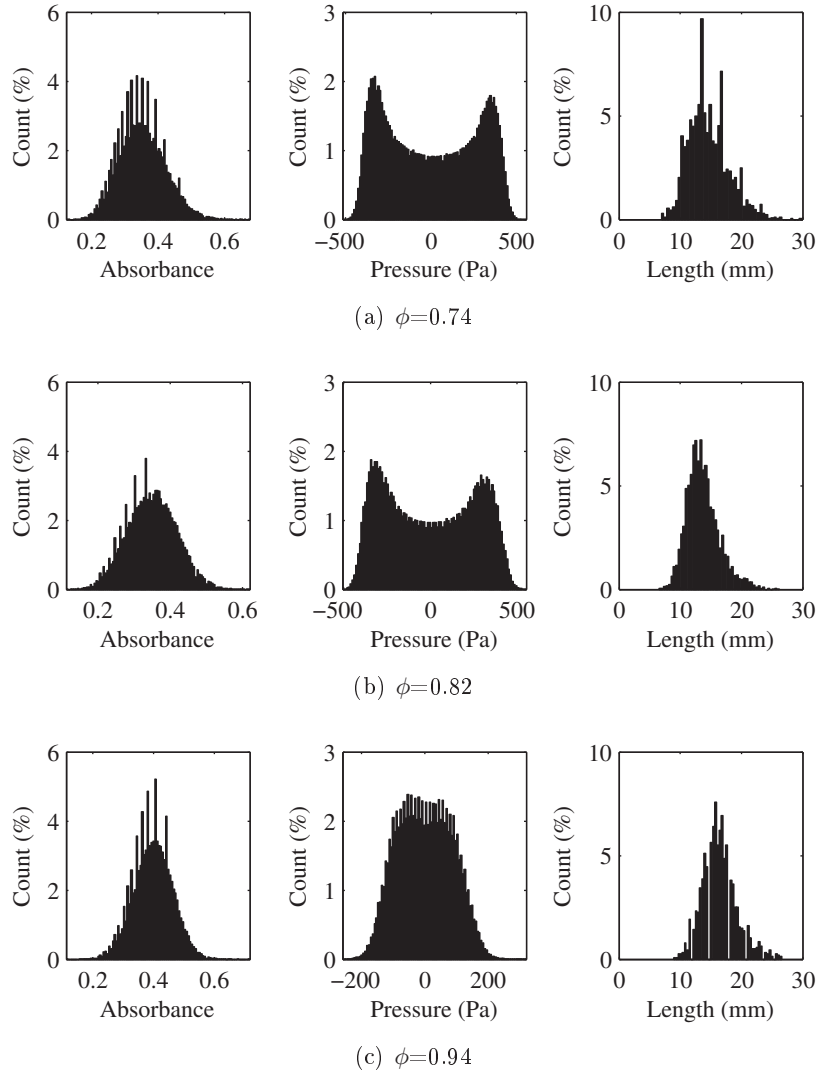 6
4
2
0
Count (%)
0.2 0.4 0.6
Absorbance
3
2
1
0
Count (%)
−500 0 500
Pressure (Pa)
10
5
0
Count (%)
0 10 20 30
Length (mm)
(a) ϕ=0.74
6
4
2
0
Count (%)
0.2 0.4 0.6
Absorbance
3
2
1
0
Count (%)
−500 0 500
Pressure (Pa)
10
5
0
Count (%)
0 10 20 30
Length (mm)
(b) ϕ=0.82
6
4
2
0
Count (%)
0.2 0.4 0.6
Absorbance
3
2
1
0
Count (%)
−200 0 200
Pressure (Pa)
10
5
0
Count (%)
0 10 20 30
Length (mm)
(c) ϕ=0.94